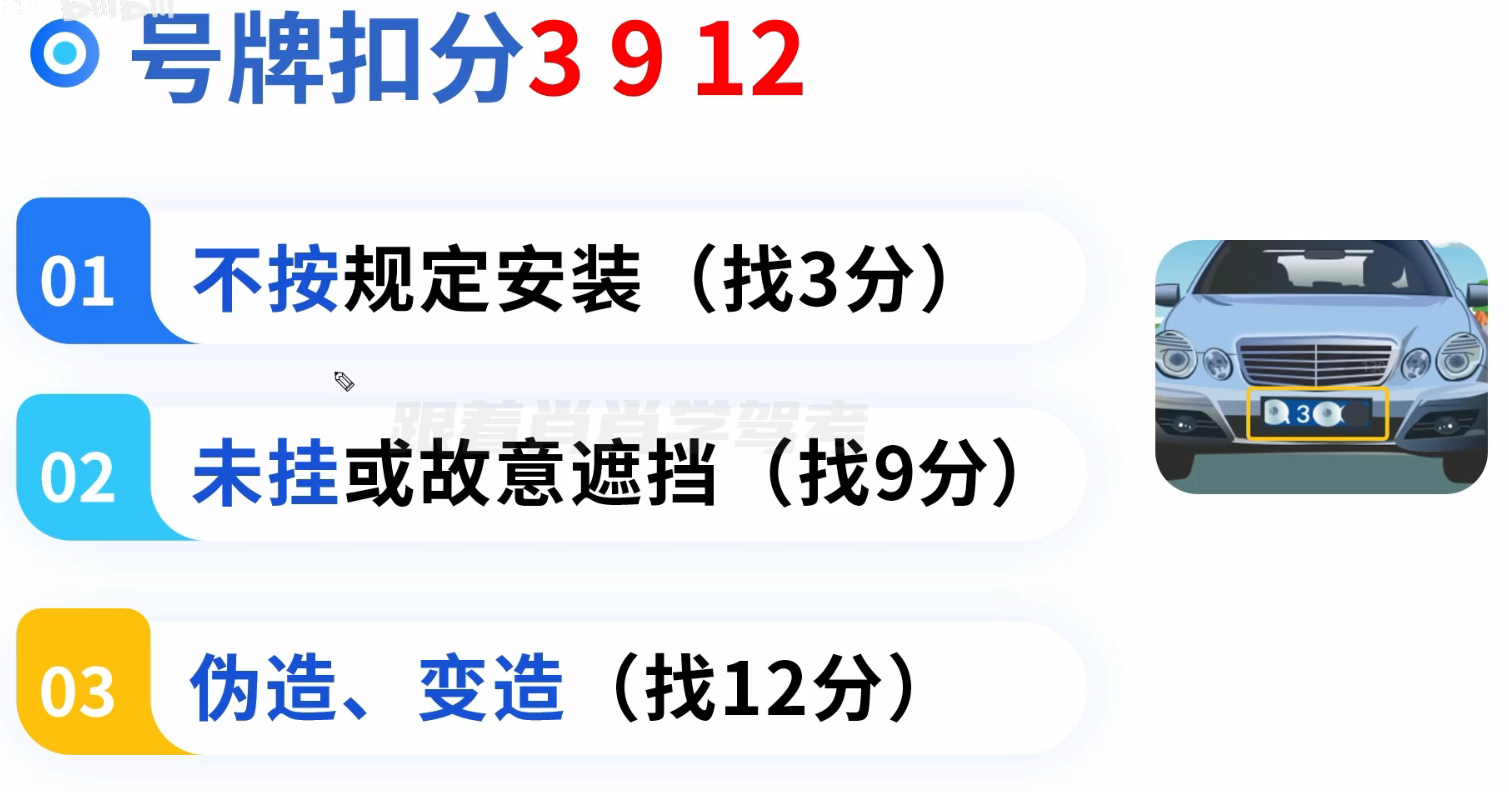 号牌扣分3 9 12
01 不按规定安装（找3分）
跟着肖肖学驾考
02 未挂或故意遮挡（找9分）
03 伪造、变造（找12分）